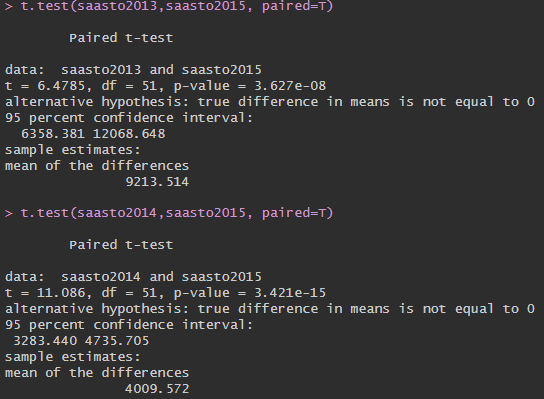 > t.test(saasto2013,saasto2015, paired=T)
Paired t-test
data:  saasto2013 and saasto2015
t = 6.4785, df = 51, p-value = 3.627e-08
alternative hypothesis: true difference in means is not equal to 0
95 percent confidence interval:
6358.381 12068.648
sample estimates:
mean of the differences
9213.514
> t.test(saasto2014,saasto2015, paired=T)
Paired t-test
data:  saasto2014 and saasto2015
t = 11.086, df = 51, p-value = 3.421e-15
alternative hypothesis: true difference in means is not equal to 0
95 percent confidence interval:
3283.440 4735.705
sample estimates:
mean of the differences
4009.572